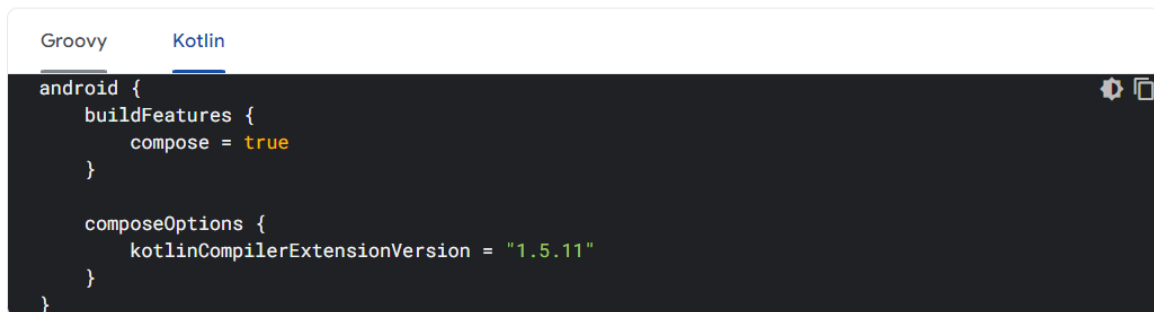 Groovy Kotlin
android {
    buildFeatures {
        compose = true
    }
    composeOptions {
        kotlinCompilerExtensionVersion = "1.5.11"
    }
}